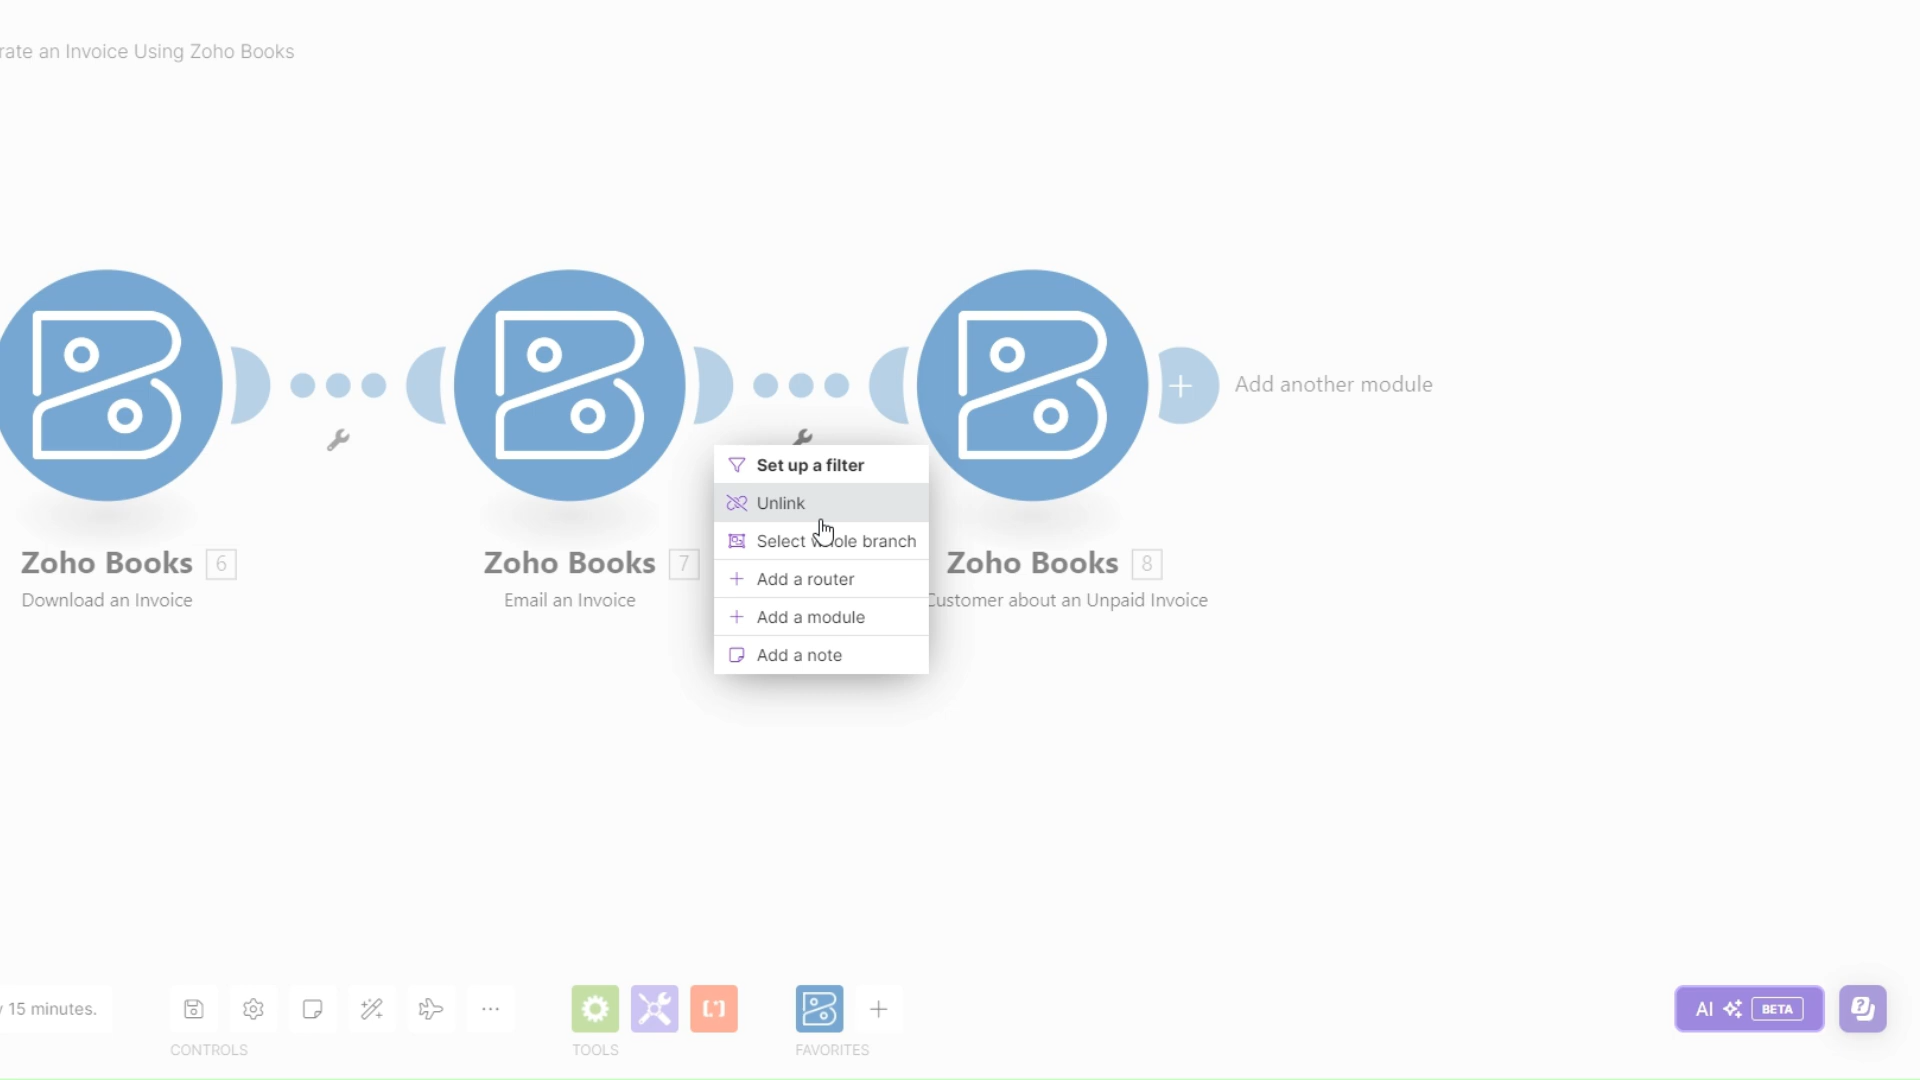 rate an Invoice Using Zoho Books
Add another module
Set up a filter
Unlink
Select whole branch
Add a router
Add a module
Add a note
Zoho Books 6
Download an Invoice
Zoho Books 7
Email an Invoice
Zoho Books 8
Customer about an Unpaid Invoice
15 minutes.
CONTROLS
TOOLS
FAVORITES
AI BETA